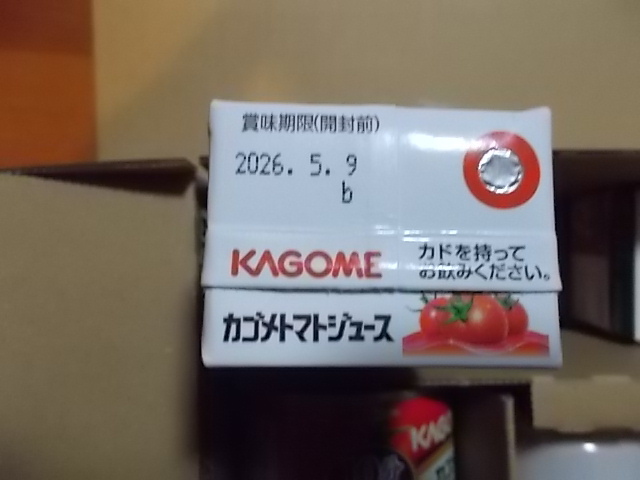 賞味期限(開封前)
2026. 5. 9
b
KAGOME
カドを持って
お飲みください。
カゴメトマトジュース
KAGO